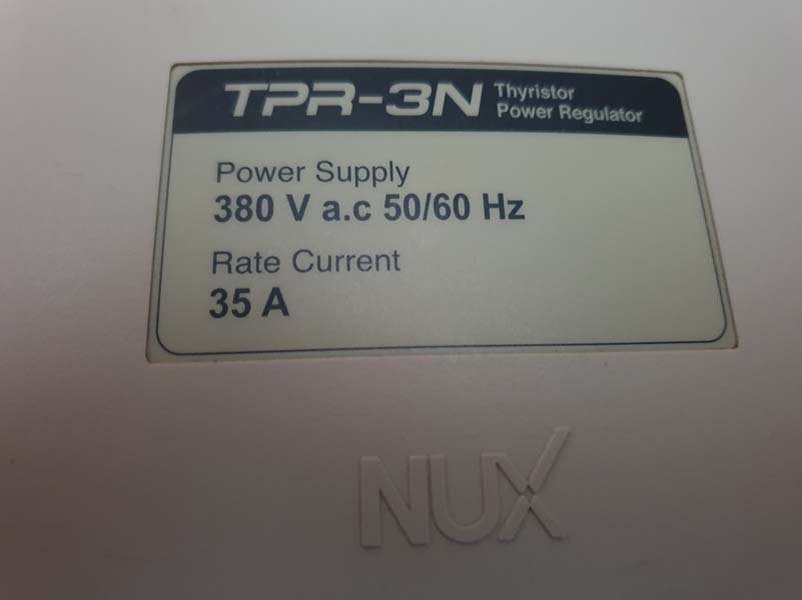 TPR-3N Thyristor
Power Regulator
Power Supply
380 V a.c 50/60 Hz
Rate Current
35 A
NUX